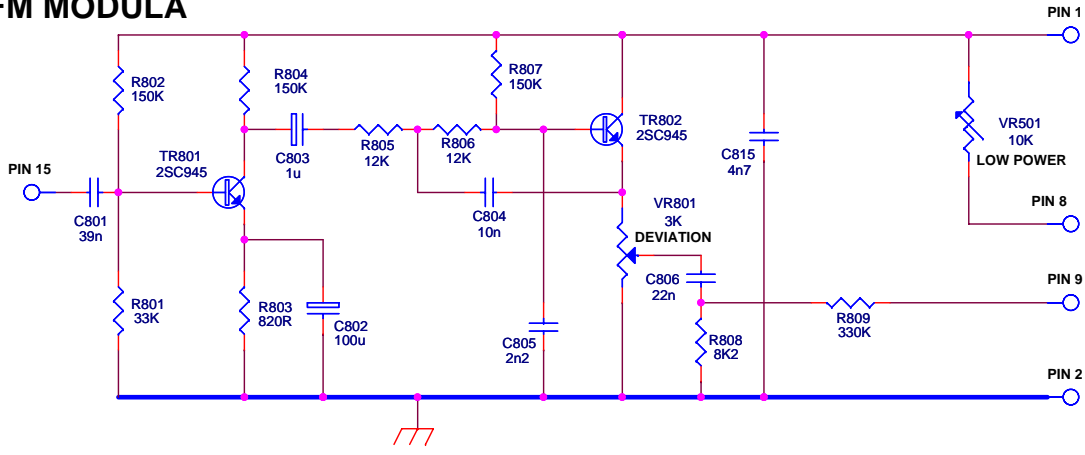 FM MODULA
PIN 1
R802
150K
R804
150K
R807
150K
TR802
2SC945
VR501
10K
LOW POWER
R805
12K
R806
12K
C803
1u
C815
4n7
TR801
2SC945
PIN 15
C801
39n
C804
10n
VR801
3K
DEVIATION
PIN 8
C806
22n
PIN 9
R801
33K
R803
820R
C802
100u
C805
2n2
R808
8K2
R809
330K
PIN 2